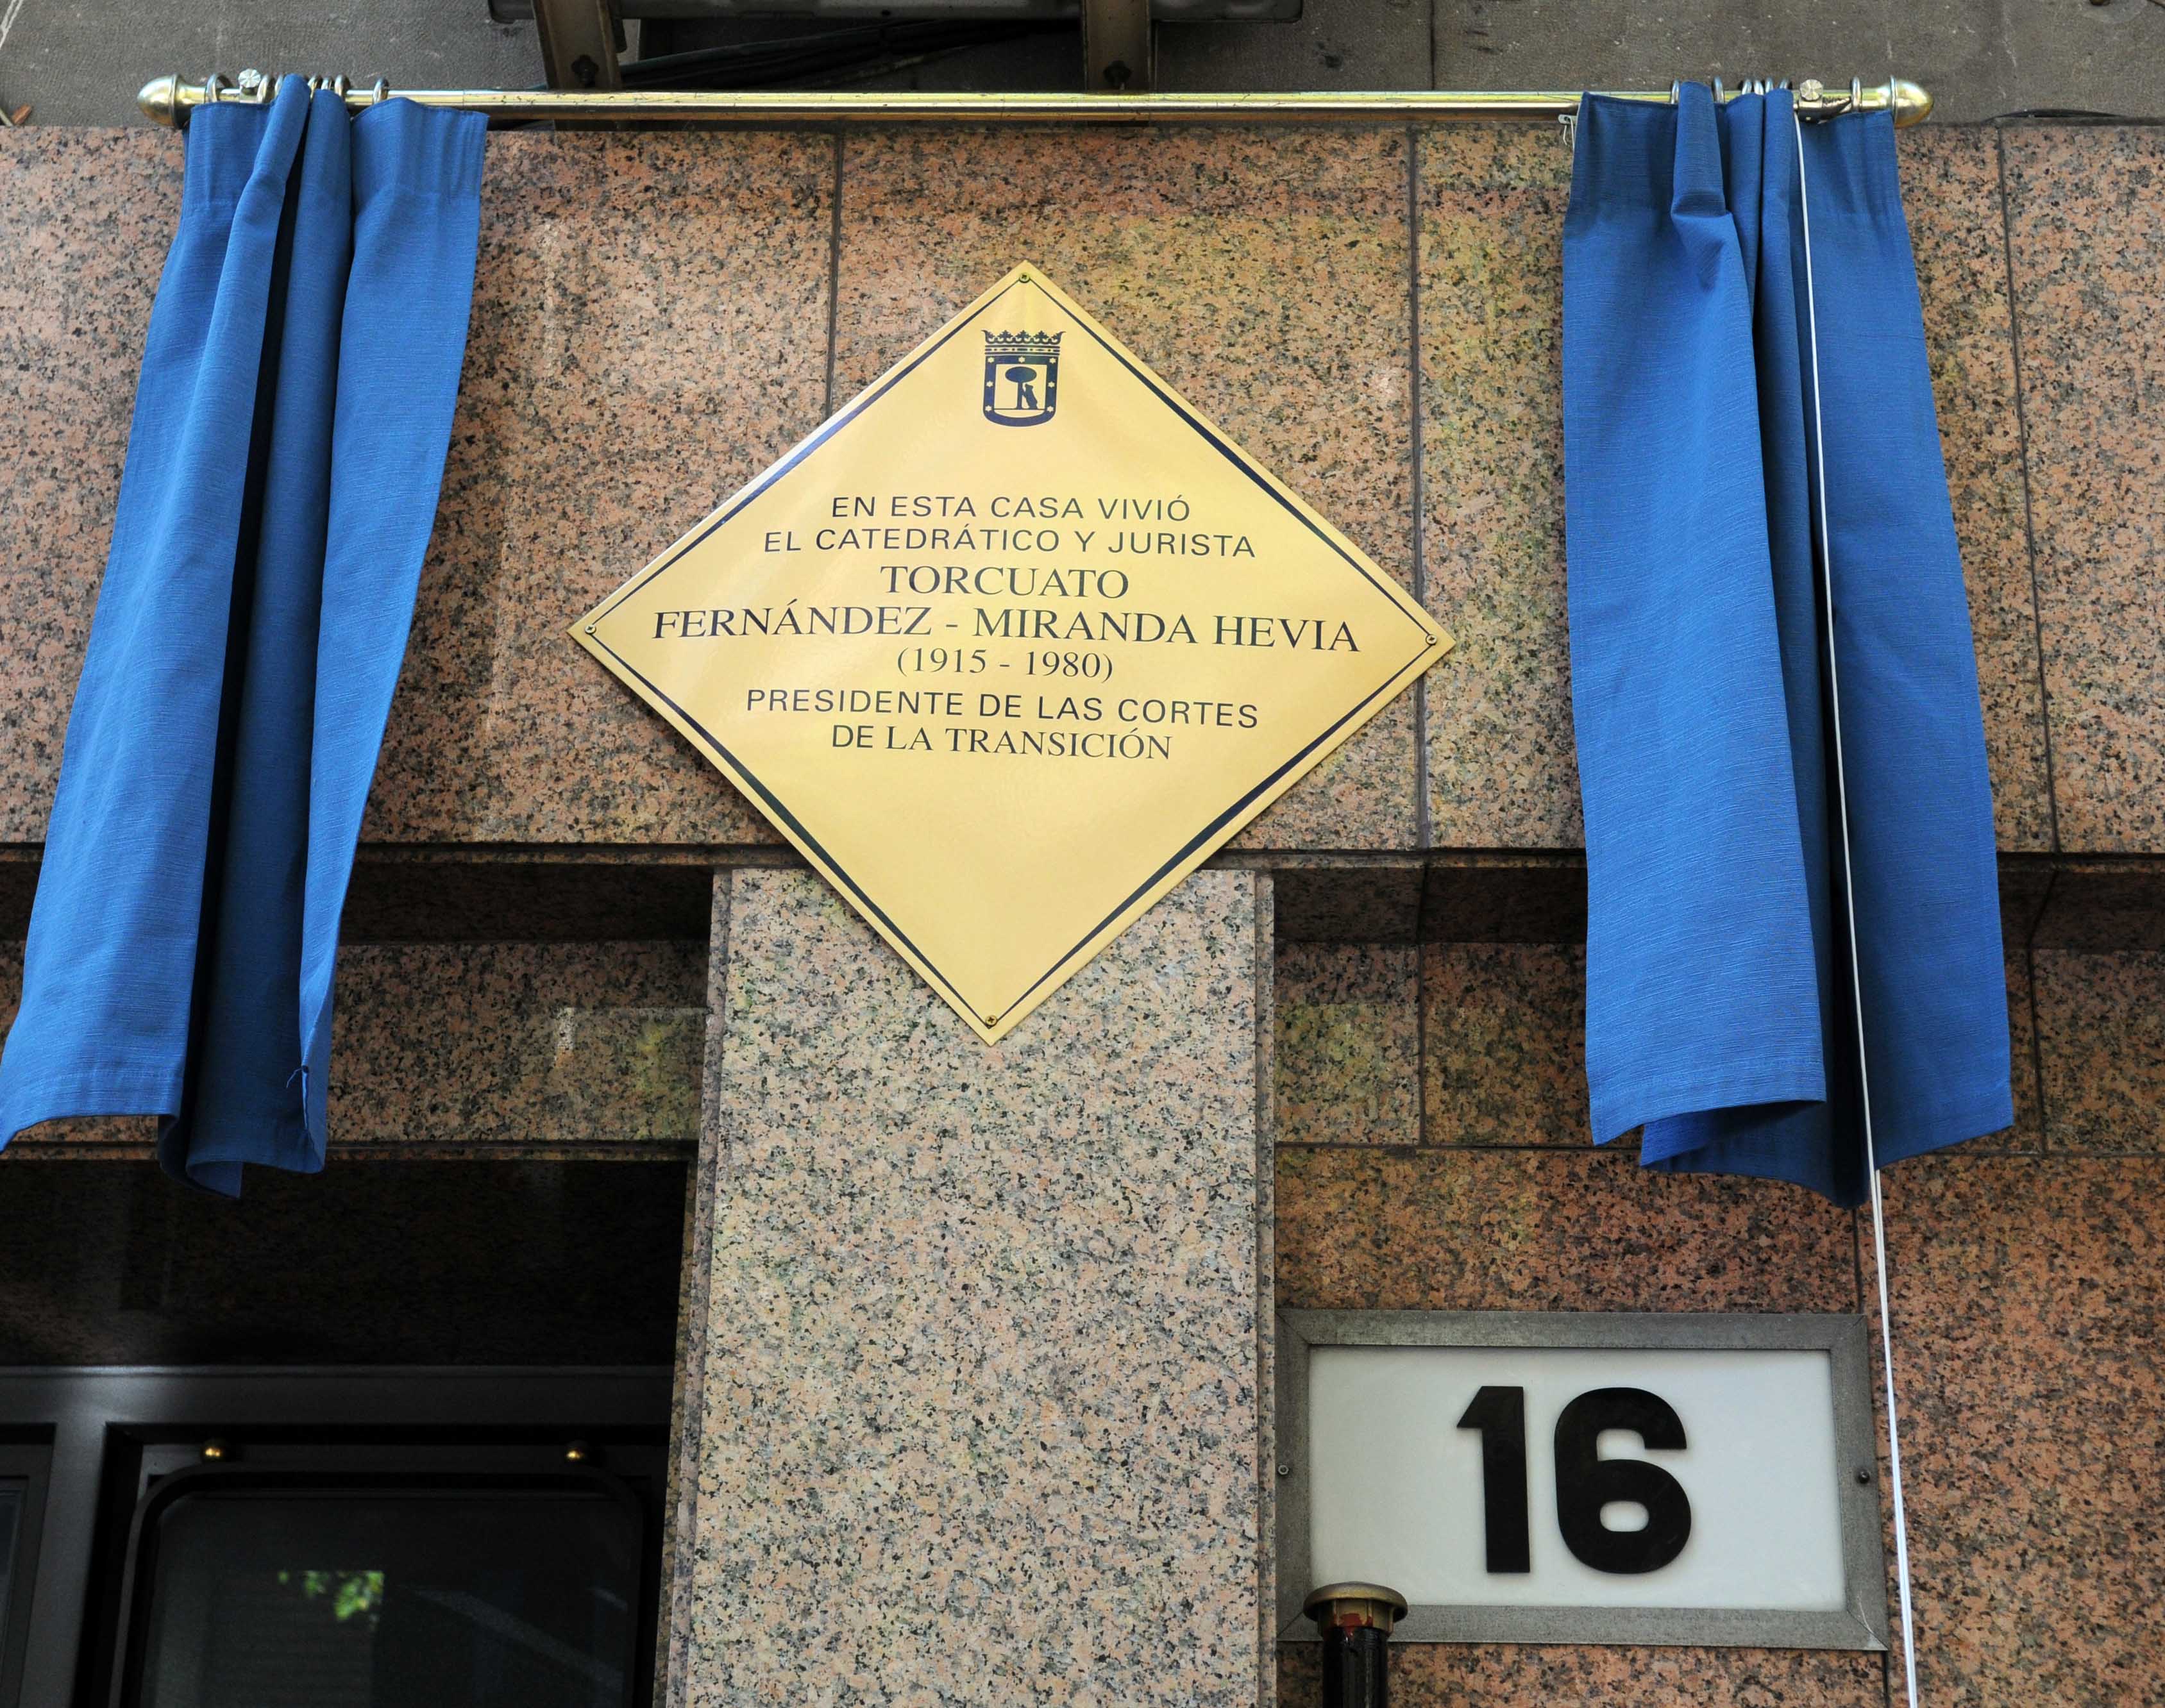 EN ESTA CASA VIVIÓ
EL CATEDRÁTICO Y JURISTA
TORCUATO
FERNÁNDEZ - MIRANDA HEVIA
(1915 - 1980)
PRESIDENTE DE LAS CORTES
DE LA TRANSICIÓN
16